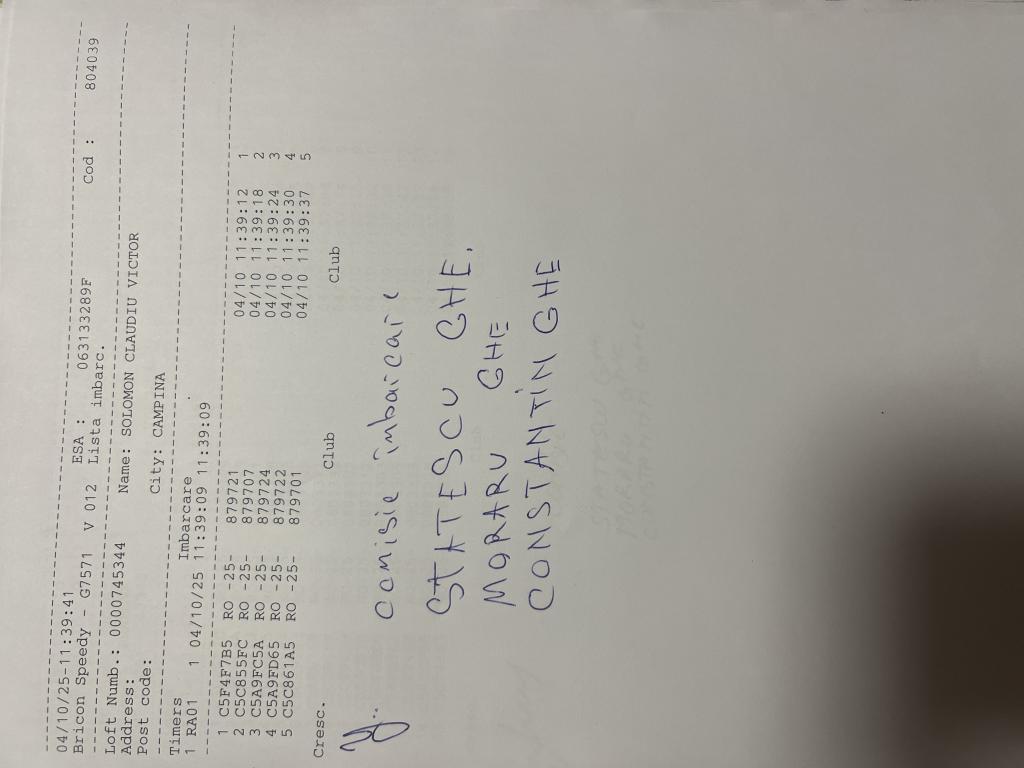 04/10/25-11:39:41
Bricon Speedy - G7571 V 012 ESA : 063133289F
Lista imbarc. Cod : 804039
Loft Numb.: 0000745344 Name: SOLOMON CLAUDIU VICTOR
Address:
Post code: City: CAMPINA
Timers Imbarcare
1 RA01 1 04/10/25 11:39:09 11:39:09
1 C5F4F7B5 RO -25- 879721 04/10 11:39:12 1
2 C5C855FC RO -25- 879707 04/10 11:39:18 2
3 C5A9FC5A RO -25- 879724 04/10 11:39:24 3
4 C5A9FD65 RO -25- 879722 04/10 11:39:30 4
5 C5C861A5 RO -25- 879701 04/10 11:39:37 5
Cresc. Club Club
comisie imbarcare
STATESCU GHE.
MORARU GHE
CONSTANTIN GHE